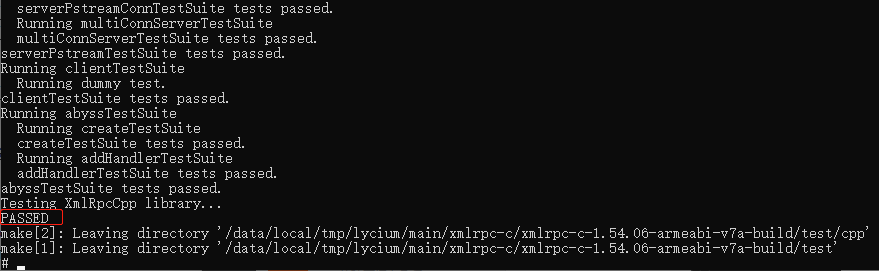 serverPstreamConnTestSuite tests passed.
  Running multiConnServerTestSuite
  multiConnServerTestSuite tests passed.
serverPstreamTestSuite tests passed.
Running clientTestSuite
  Running dummy test.
clientTestSuite tests passed.
Running abyssTestSuite
  Running createTestSuite
  createTestSuite tests passed.
  Running addHandlerTestSuite
  addHandlerTestSuite tests passed.
abyssTestSuite tests passed.
Testing XmlRpcCpp library...
PASSED
make[2]: Leaving directory '/data/local/tmp/lycium/main/xmlrpc-c/xmlrpc-c-1.54.06-armeabi-v7a-build/test/cpp'
make[1]: Leaving directory '/data/local/tmp/lycium/main/xmlrpc-c/xmlrpc-c-1.54.06-armeabi-v7a-build/test'
#